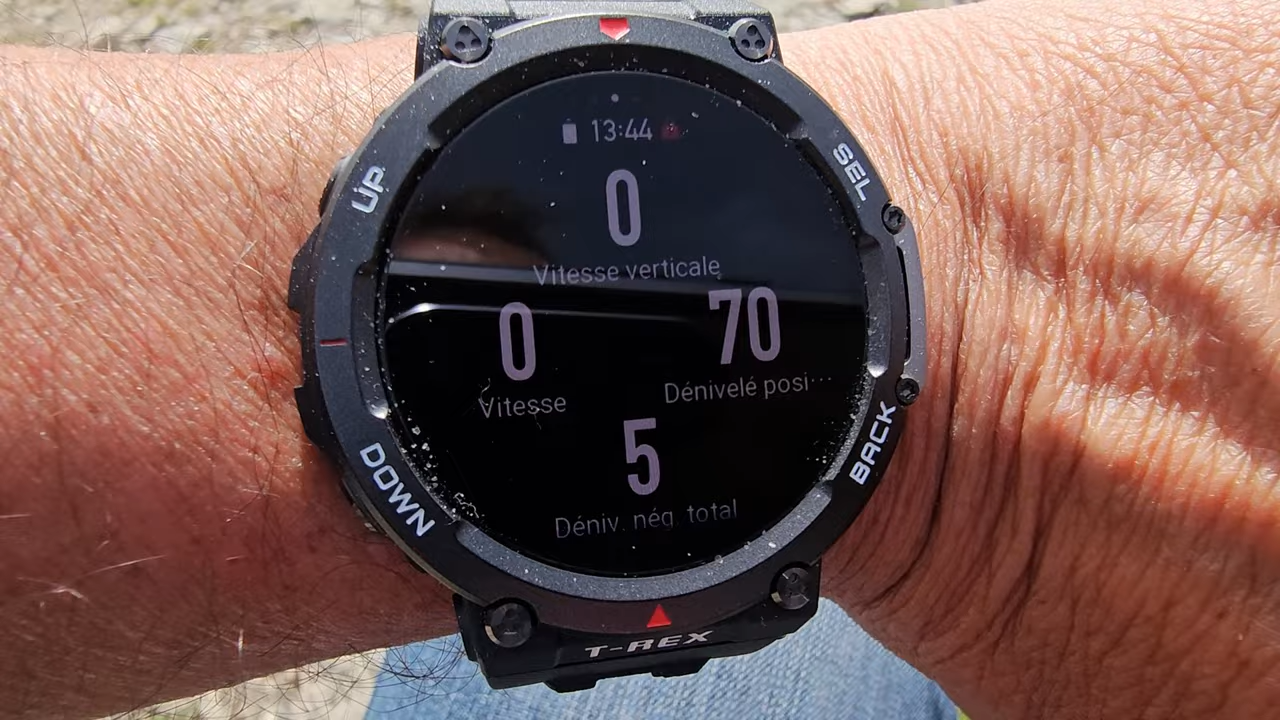 13:44
0
Vitesse verticale
0
Vitesse
70
Dénivelé posi...
5
Déniv. nég. total
UP
SEL
DOWN
BACK
T-REX